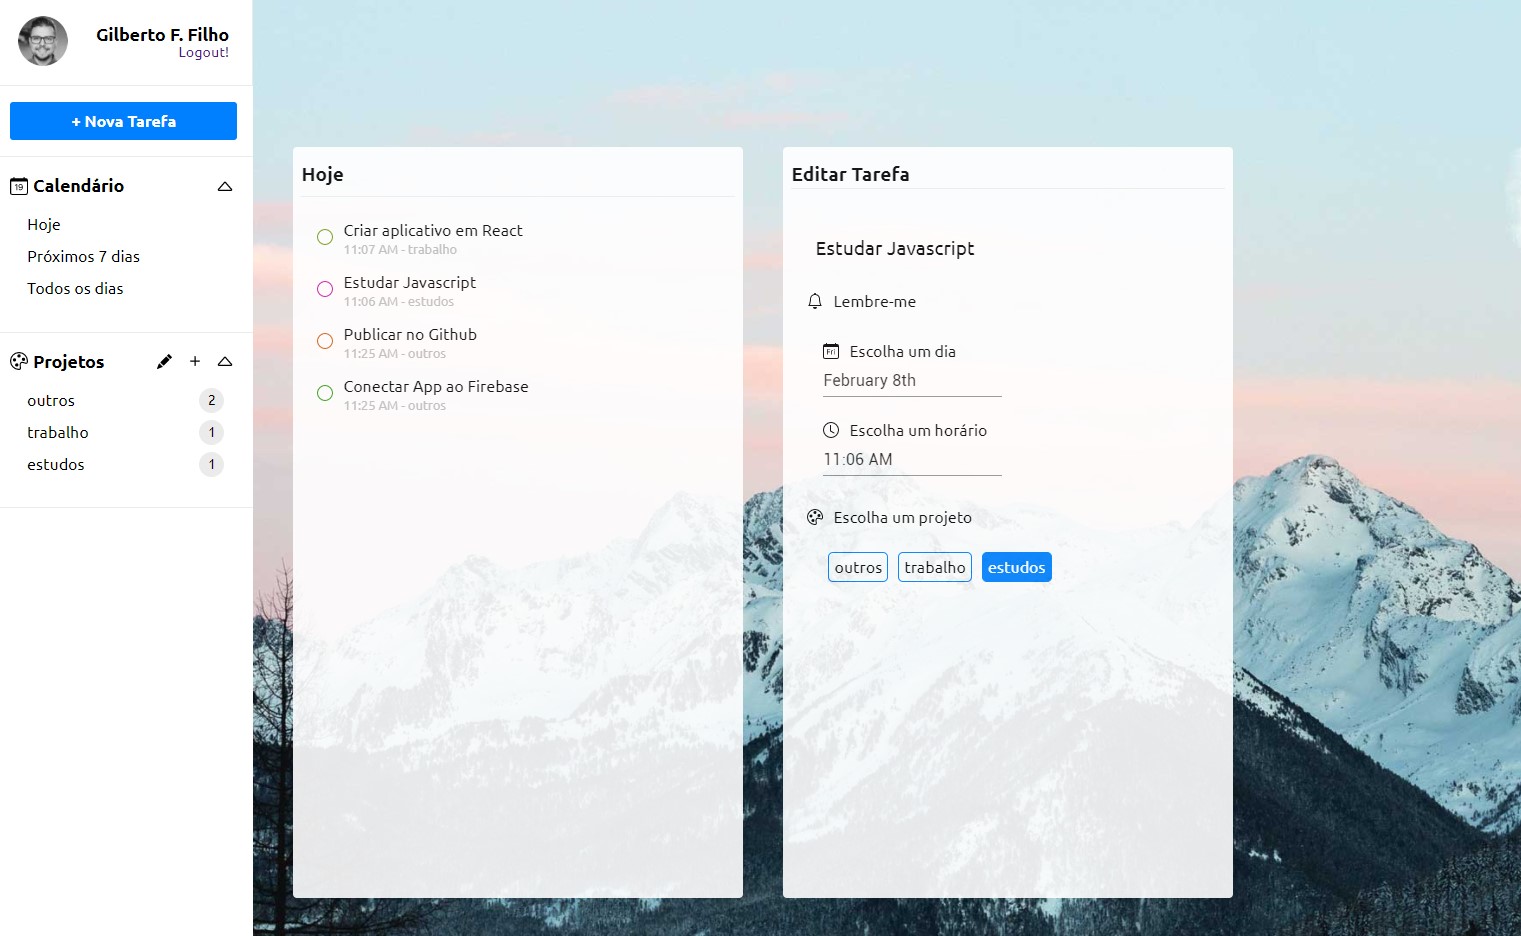 Gilberto F. Filho
Logout!
+ Nova Tarefa
19
Calendário
Hoje
Próximos 7 dias
Todos os dias
Projetos
+
outros 2
trabalho 1
estudos 1
Hoje
Criar aplicativo em React
11:07 AM - trabalho
Estudar Javascript
11:06 AM - estudos
Publicar no Github
11:25 AM - outros
Conectar App ao Firebase
11:25 AM - outros
Editar Tarefa
Estudar Javascript
Lembre-me
Fri
Escolha um dia
February 8th
Escolha um horário
11:06 AM
Escolha um projeto
outros trabalho estudos